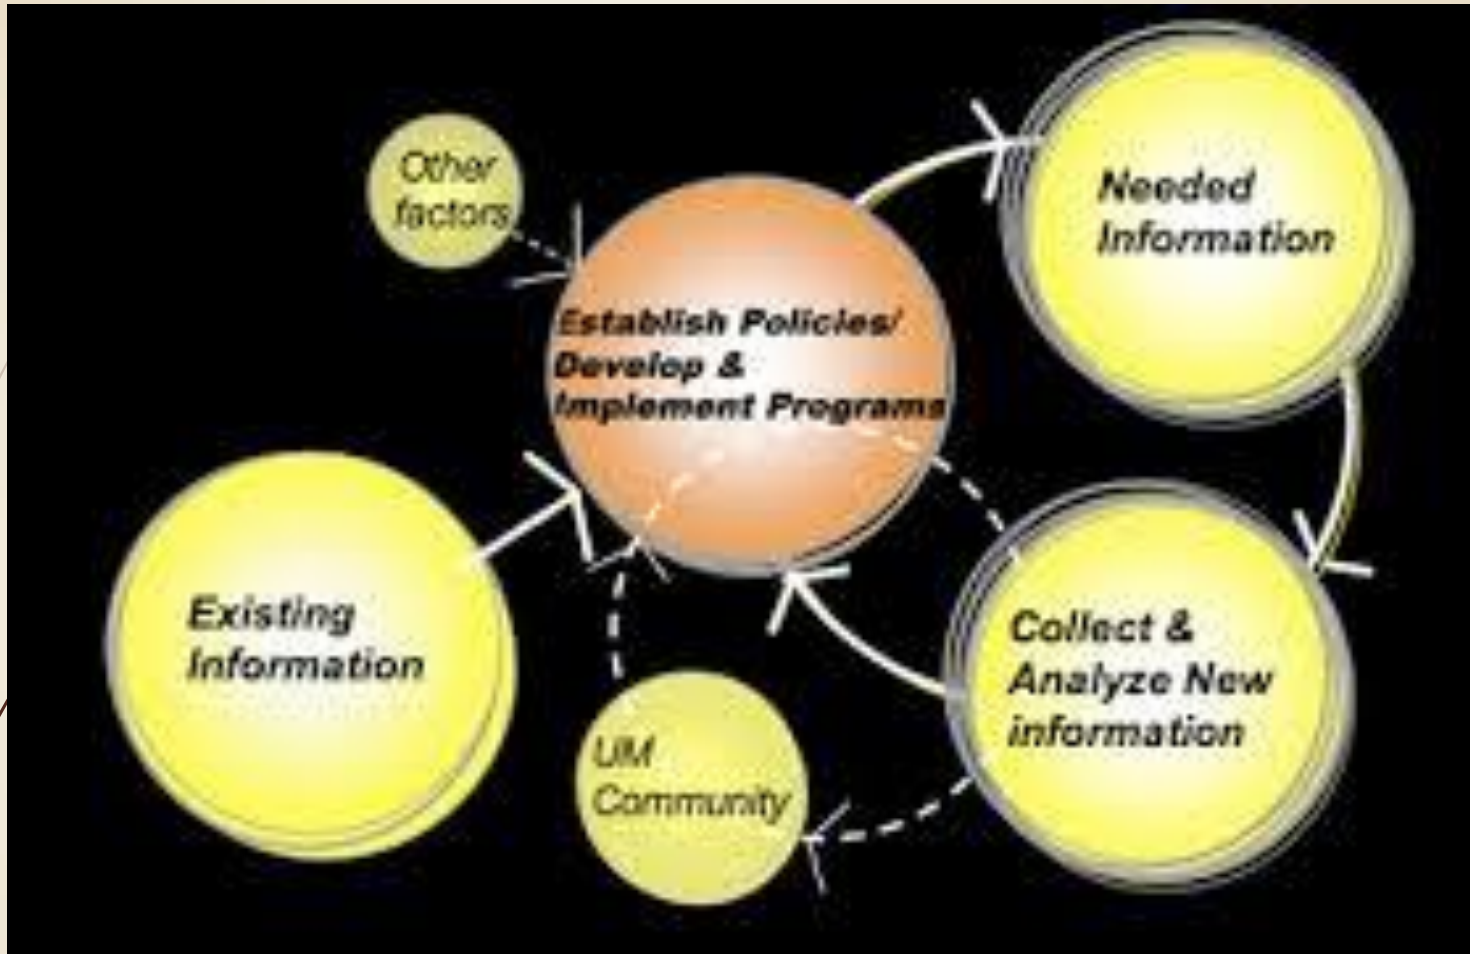 Other
factors
Needed
Information
Establish Policies/
Develop &
Implement Programs
Existing
Information
Collect &
Analyze New
information
UM
Community